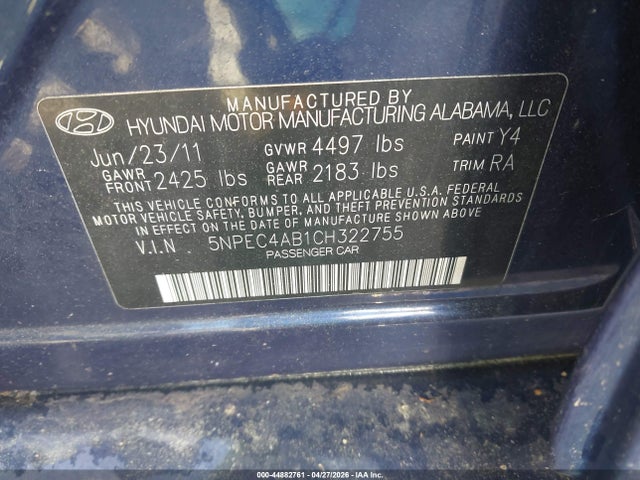 MANUFACTURED BY
HYUNDAI MOTOR MANUFACTURING ALABAMA, LLC
Jun/23/11 GVWR 4497 lbs PAINT Y4
GAWR FRONT 2425 lbs GAWR REAR 2183 lbs TRIM RA
THIS VEHICLE CONFORMS TO ALL APPLICABLE U.S.A. FEDERAL
MOTOR VEHICLE SAFETY, BUMPER, AND THEFT PREVENTION STANDARDS
IN EFFECT ON THE DATE OF MANUFACTURE SHOWN ABOVE.
V.I.N 5NPEC4AB1CH322755
PASSENGER CAR
000-44882761 - 04/27/2026 - IAA Inc.